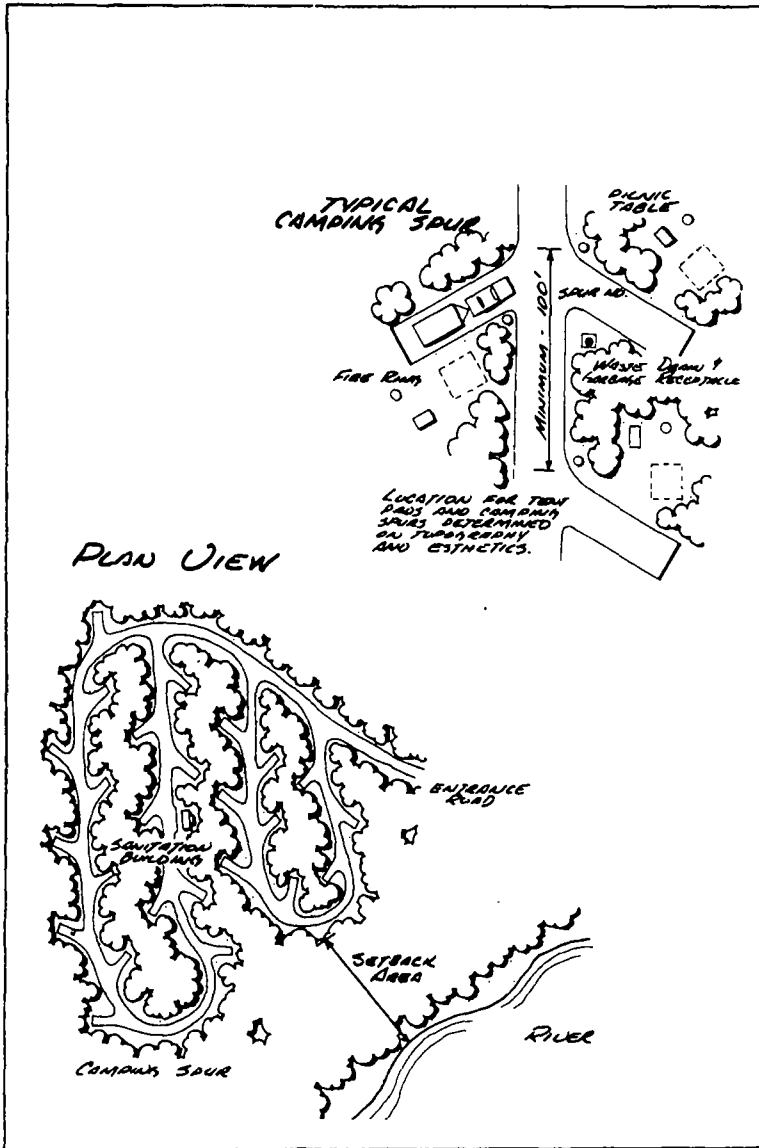 TYPICAL
CAMPING SPUR
PICNIC
TABLE
SPUR NO.
MINIMUM - 100'
FIRE RING
WASTE DRAIN &
GARBAGE RECEPTACLE
LOCATION FOR TENT
PADS AND CAMPING
SPURS DETERMINED
ON TOPOGRAPHY
AND ESTHETICS.
PLAN VIEW
ENTRANCE
ROAD
SANITATION
BUILDING
SETBACK
AREA
RIVER
CAMPING SPUR